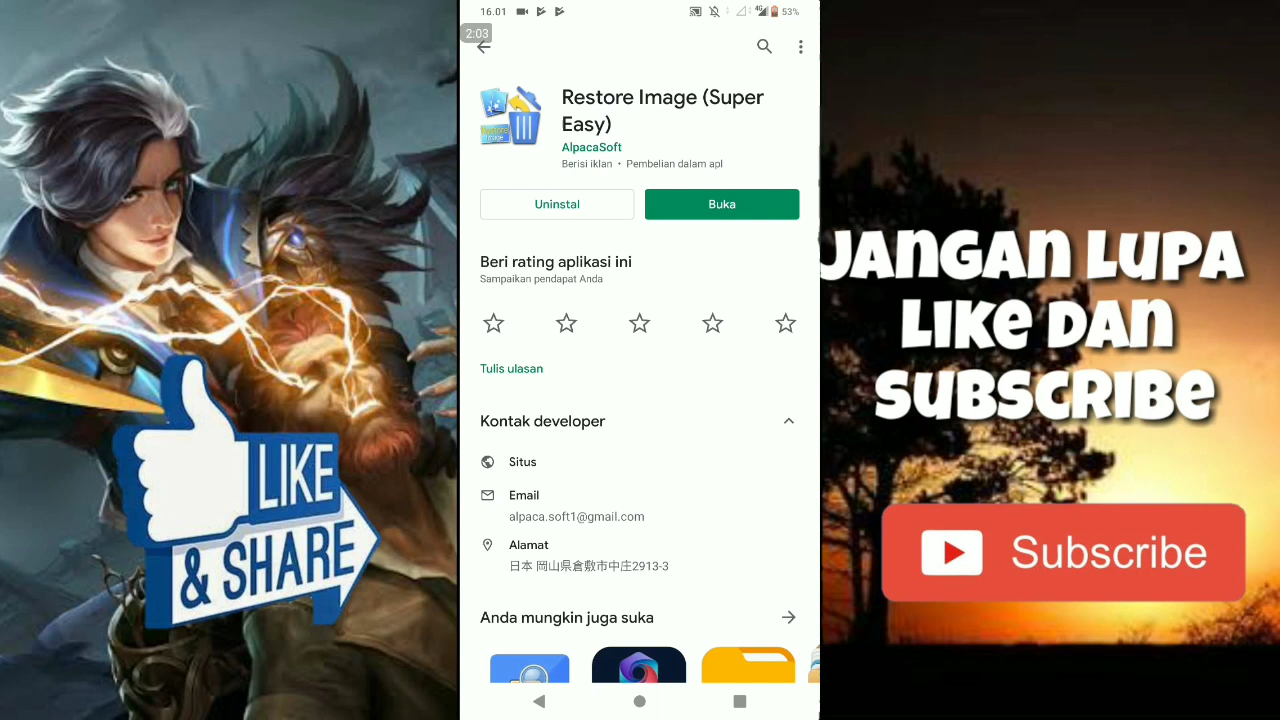 16.01
4G
53%
2:03
Restore Image (Super
Easy)
AlpacaSoft
Berisi iklan • Pembelian dalam apl
Uninstal
Buka
Beri rating aplikasi ini
Sampaikan pendapat Anda
Tulis ulasan
Kontak developer
Situs
Email
alpaca.soft1@gmail.com
Alamat
日本 岡山県倉敷市中庄2913-3
Anda mungkin juga suka
LIKE
& SHARE
JANGAN LUPA
LIKE DAN
SUBSCRIBE
Subscribe